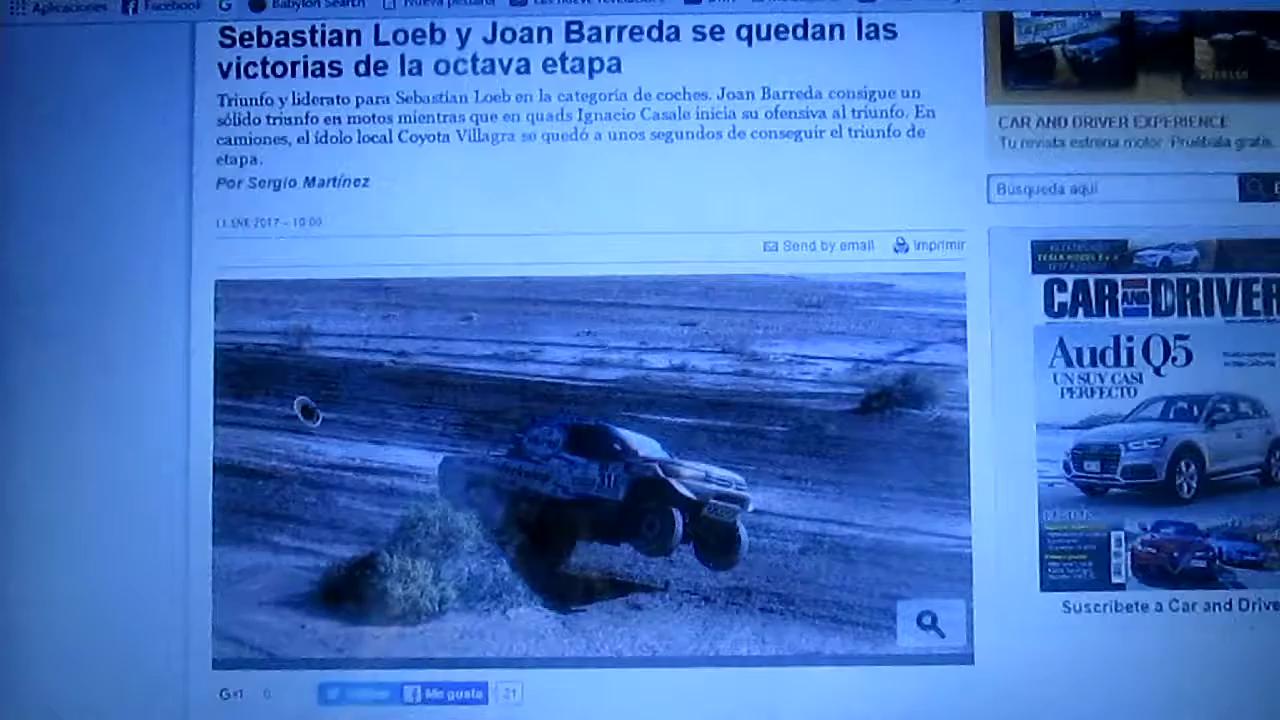 Aplicaciones Facebook G Babylon Search
Sebastian Loeb y Joan Barreda se quedan las
victorias de la octava etapa
Triunfo y liderato para Sebastian Loeb en la categoría de coches. Joan Barreda consigue un
sólido triunfo en motos mientras que en quads Ignacio Casale inicia su ofensiva al triunfo. En
camiones, el ídolo local Coyota Villagra se quedó a unos segundos de conseguir el triunfo de
etapa.
Por Sergio Martínez
11 ENE 2017 - 10:00
Send by email Imprimir
G+1 0 Me gusta 21
CAR AND DRIVER EXPERIENCE
Tu revista estrena motor. Pruébala gratis.
Búsqueda aquí
CAR AND DRIVER
Audi Q5
UN SUV CASI
PERFECTO
Suscríbete a Car and Drive